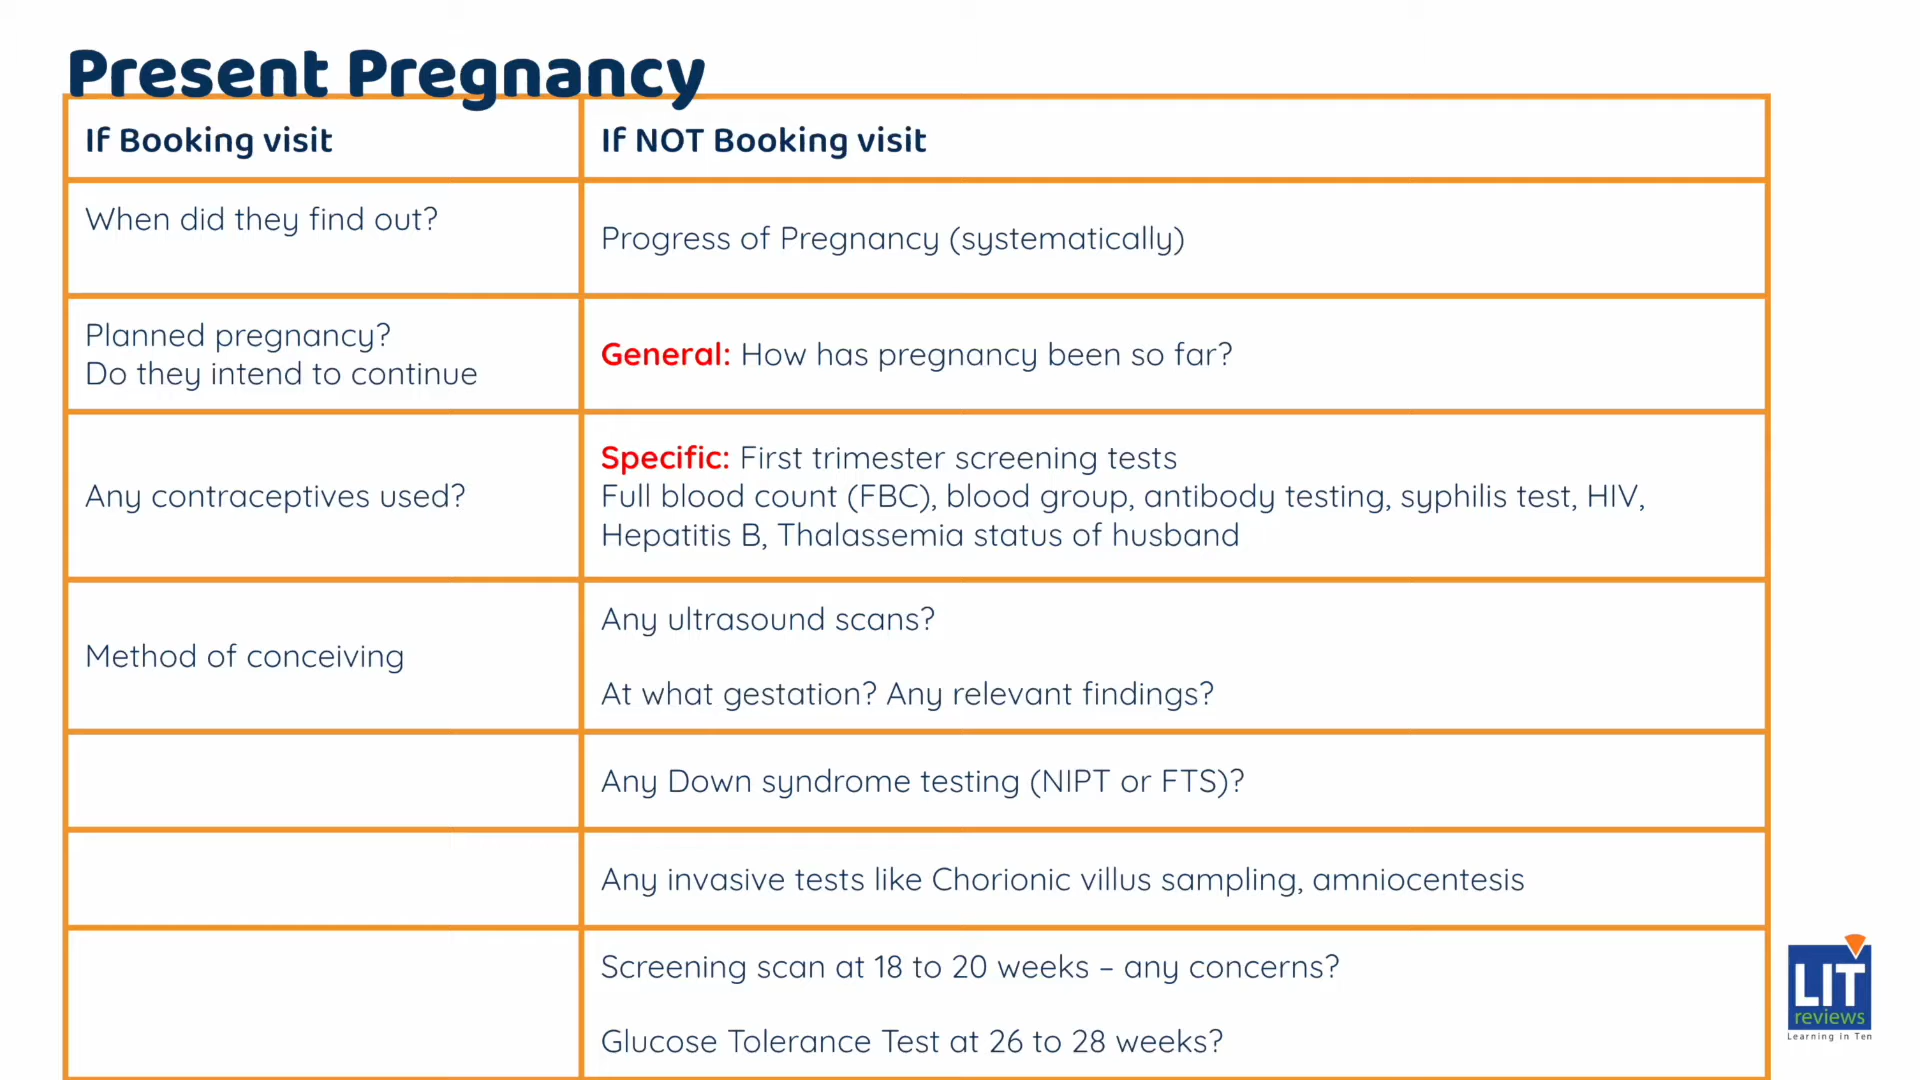 Present Pregnancy
If Booking visit
If NOT Booking visit
When did they find out?
Progress of Pregnancy (systematically)
Planned pregnancy?
Do they intend to continue
General: How has pregnancy been so far?
Any contraceptives used?
Specific: First trimester screening tests
Full blood count (FBC), blood group, antibody testing, syphilis test, HIV,
Hepatitis B, Thalassemia status of husband
Method of conceiving
Any ultrasound scans?
At what gestation? Any relevant findings?
Any Down syndrome testing (NIPT or FTS)?
Any invasive tests like Chorionic villus sampling, amniocentesis
Screening scan at 18 to 20 weeks – any concerns?
Glucose Tolerance Test at 26 to 28 weeks?
LIT
reviews
Learning in Ten